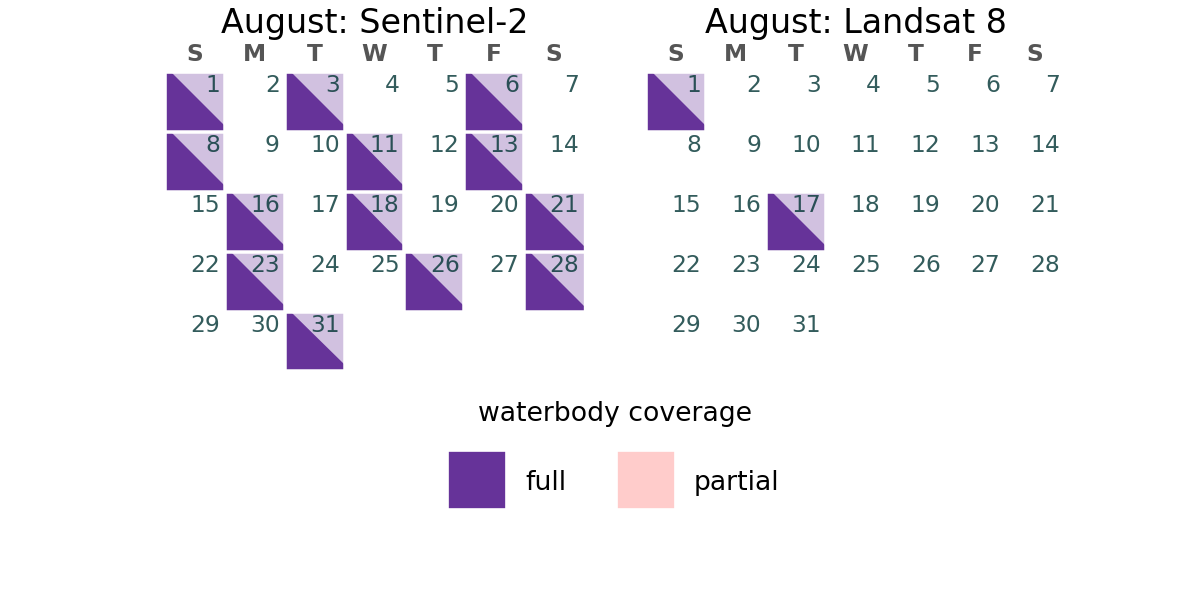 August: Sentinel-2
S M T W T F S
1 2 3 4 5 6 7
8 9 10 11 12 13 14
15 16 17 18 19 20 21
22 23 24 25 26 27 28
29 30 31
August: Landsat 8
S M T W T F S
1 2 3 4 5 6 7
8 9 10 11 12 13 14
15 16 17 18 19 20 21
22 23 24 25 26 27 28
29 30 31
waterbody coverage
full partial